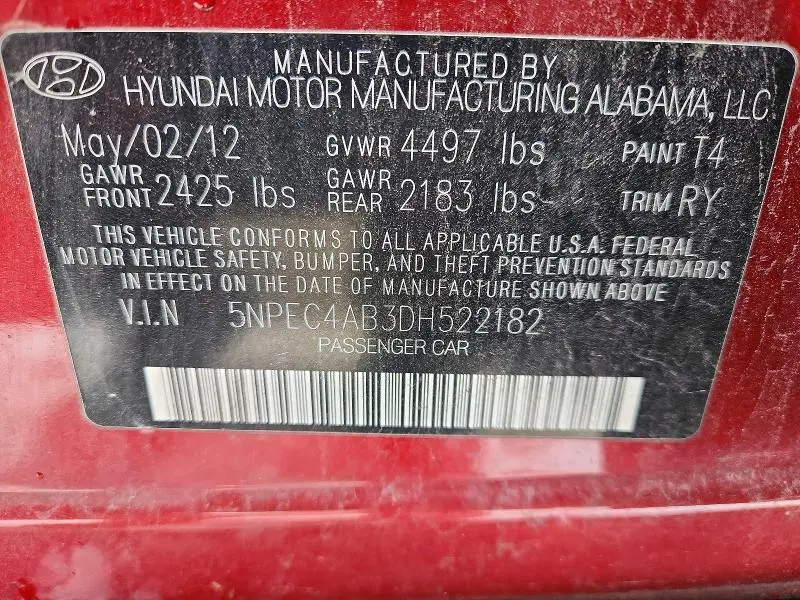 MANUFACTURED BY
HYUNDAI MOTOR MANUFACTURING ALABAMA, LLC
May/02/12 GVWR 4497 lbs PAINT T4
GAWR FRONT 2425 lbs GAWR REAR 2183 lbs TRIM RY
THIS VEHICLE CONFORMS TO ALL APPLICABLE U.S.A. FEDERAL
MOTOR VEHICLE SAFETY, BUMPER, AND THEFT PREVENTION STANDARDS
IN EFFECT ON THE DATE OF MANUFACTURE SHOWN ABOVE
V.I.N 5NPEC4AB3DH522182
PASSENGER CAR